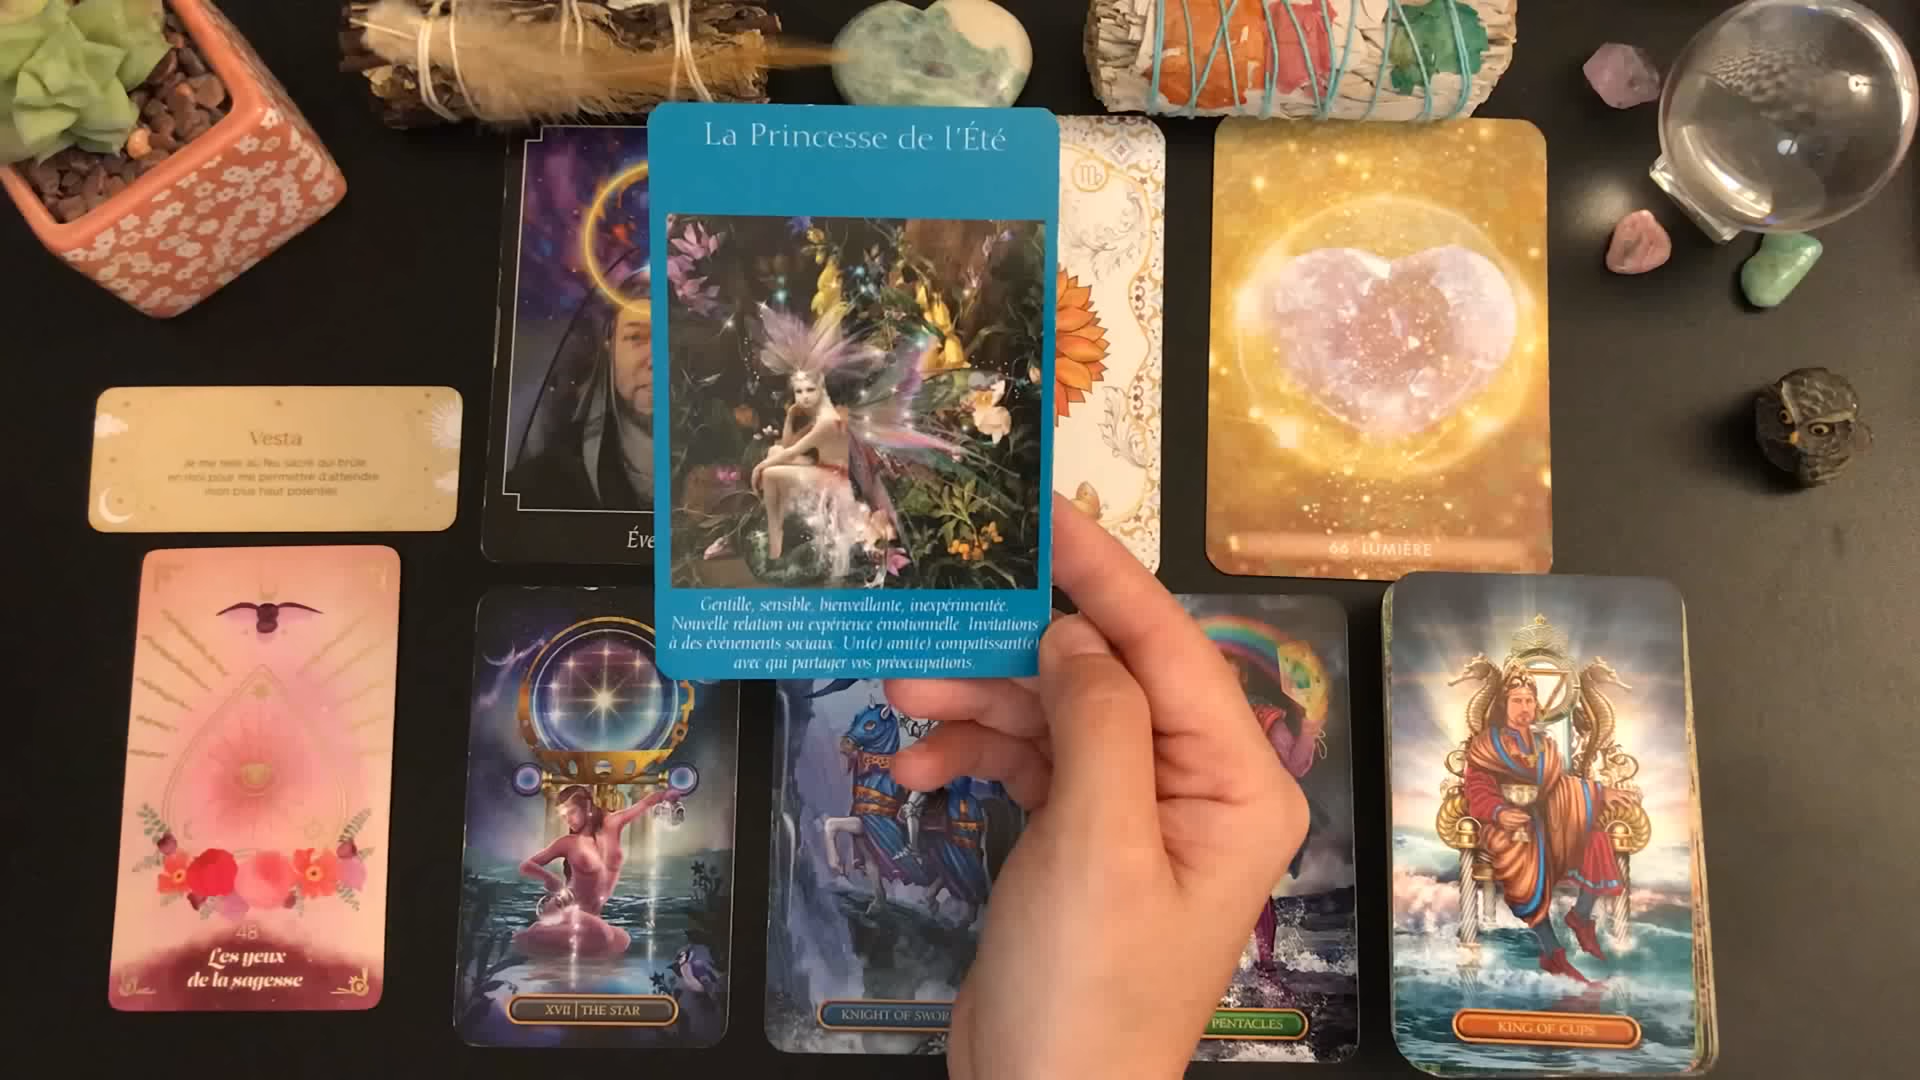 La Princesse de l'Été
Gentille, sensible, bienveillante, inexpérimentée.
Nouvelle relation ou expérience émotionnelle. Invitations
à des événements sociaux. Un(e) ami(e) compatissant(e)
avec qui partager vos préoccupations.
Vesta
Je me relie au feu sacré qui brûle
en moi pour me permettre d'atteindre
mon plus haut potentiel
Éve
66. LUMIÈRE
48
Les yeux
de la sagesse
XVII | THE STAR
KNIGHT OF SWOR
PENTACLES
KING OF CUPS